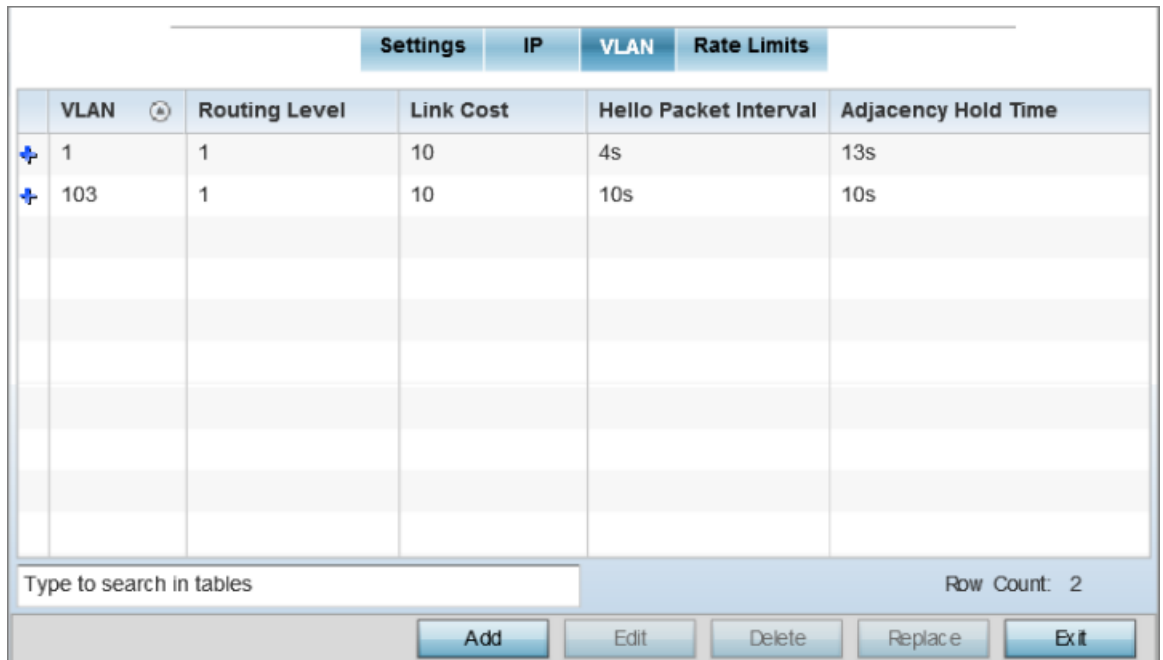 Settings IP VLAN Rate Limits
VLAN Routing Level Link Cost Hello Packet Interval Adjacency Hold Time
1 1 10 4s 13s
103 1 10 10s 10s
Type to search in tables Row Count: 2
Add Edit Delete Replace Exit